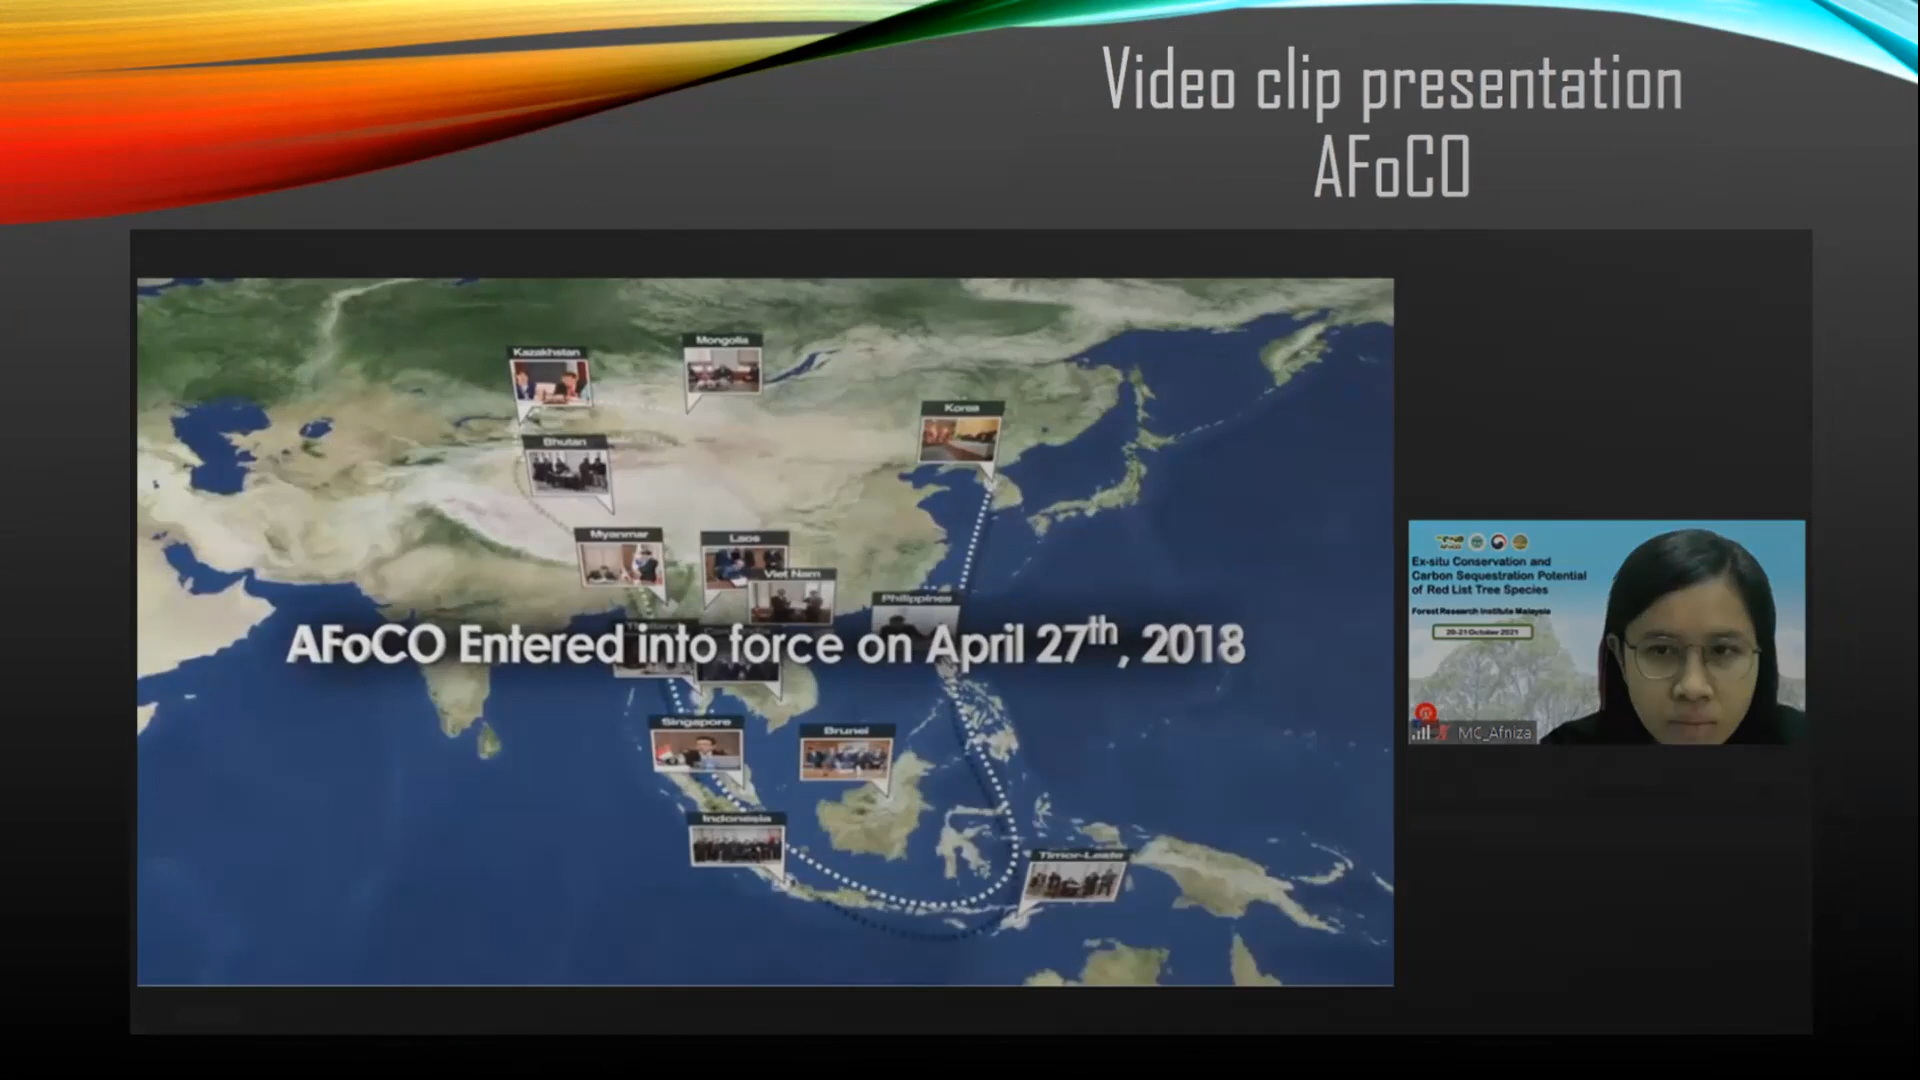 Video clip presentation
AFoCO
Kazakhstan
Mongolia
Korea
Bhutan
Myanmar
Laos
Viet Nam
Philippines
AFoCO Entered into force on April 27th, 2018
Singapore
Brunei
Indonesia
Timor-Leste
Ex-situ Conservation and
Carbon Sequestration Potential
of Red List Tree Species
Forest Research Institute Malaysia
20-21 October 2021
MC_Afniza